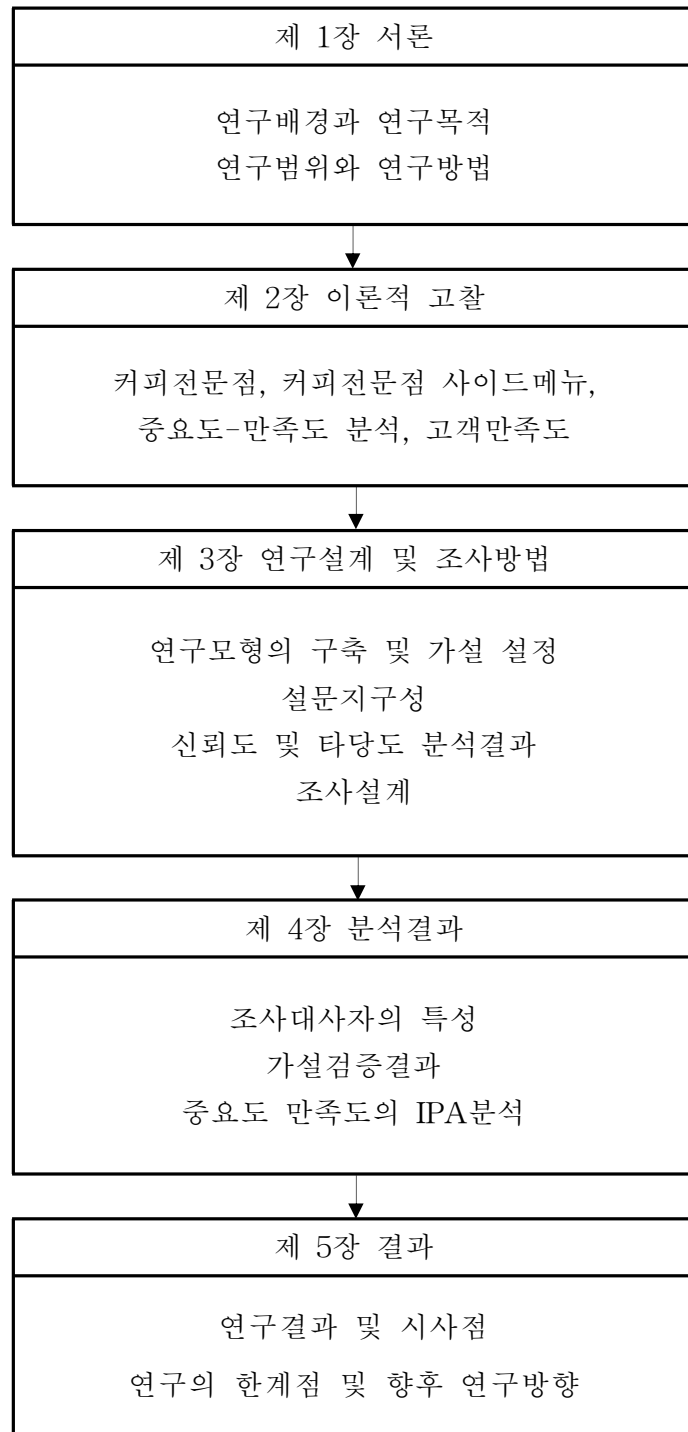 제 1장 서론
연구배경과 연구목적
연구범위와 연구방법
제 2장 이론적 고찰
커피전문점, 커피전문점 사이드메뉴,
중요도-만족도 분석, 고객만족도
제 3장 연구설계 및 조사방법
연구모형의 구축 및 가설 설정
설문지구성
신뢰도 및 타당도 분석결과
조사설계
제 4장 분석결과
조사대사자의 특성
가설검증결과
중요도 만족도의 IPA분석
제 5장 결과
연구결과 및 시사점
연구의 한계점 및 향후 연구방향